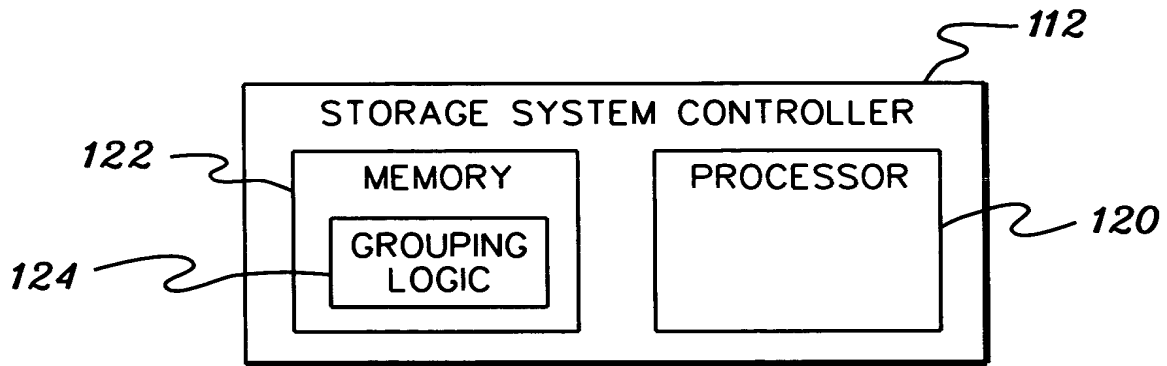 112
STORAGE SYSTEM CONTROLLER
122
MEMORY
PROCESSOR
120
GROUPING
LOGIC
124